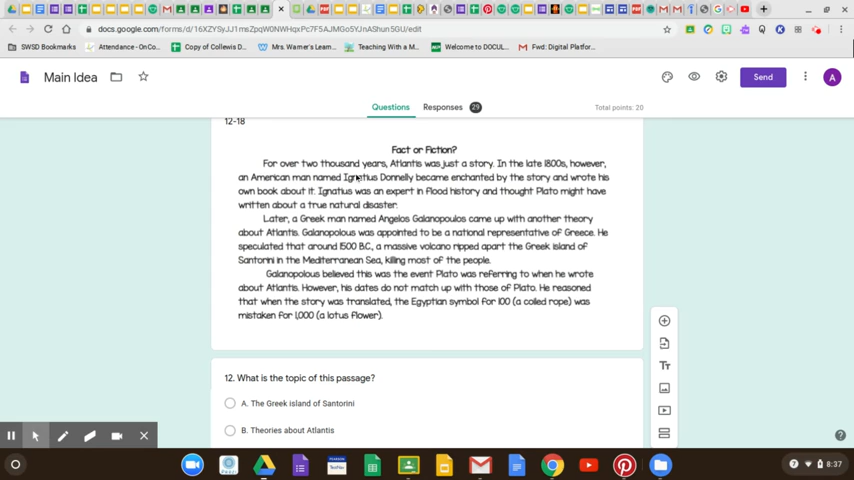 docs.google.com/forms/d/16XZYSyJJ1msZpqW0NWHqxPc7F5AJMGo5YJnAShun5GU/edit
SWSD Bookmarks
Attendance - OnCo...
Copy of Collewis D...
Mrs. Warner's Learn...
Teaching With a M...
Welcome to DOCUL...
Fwd: Digital Platfor...
Main Idea
Send
A
Questions
Responses 29
Total points: 20
12-18
Fact or Fiction?
For over two thousand years, Atlantis was just a story. In the late 1800s, however,
an American man named Ignatius Donnelly became enchanted by the story and wrote his
own book about it. Ignatius was an expert in flood history and thought Plato might have
written about a true natural disaster.
Later, a Greek man named Angelos Galanopoulos came up with another theory
about Atlantis. Galanopolous was appointed to be a national representative of Greece. He
speculated that around 1500 B.C., a massive volcano ripped apart the Greek island of
Santorini in the Mediterranean Sea, killing most of the people.
Galanopolous believed this was the event Plato was referring to when he wrote
about Atlantis. However, his dates do not match up with those of Plato. He reasoned
that when the story was translated, the Egyptian symbol for 100 (a coiled rope) was
mistaken for 1,000 (a lotus flower).
Tт
12. What is the topic of this passage?
A. The Greek island of Santorini
B. Theories about Atlantis
8:37